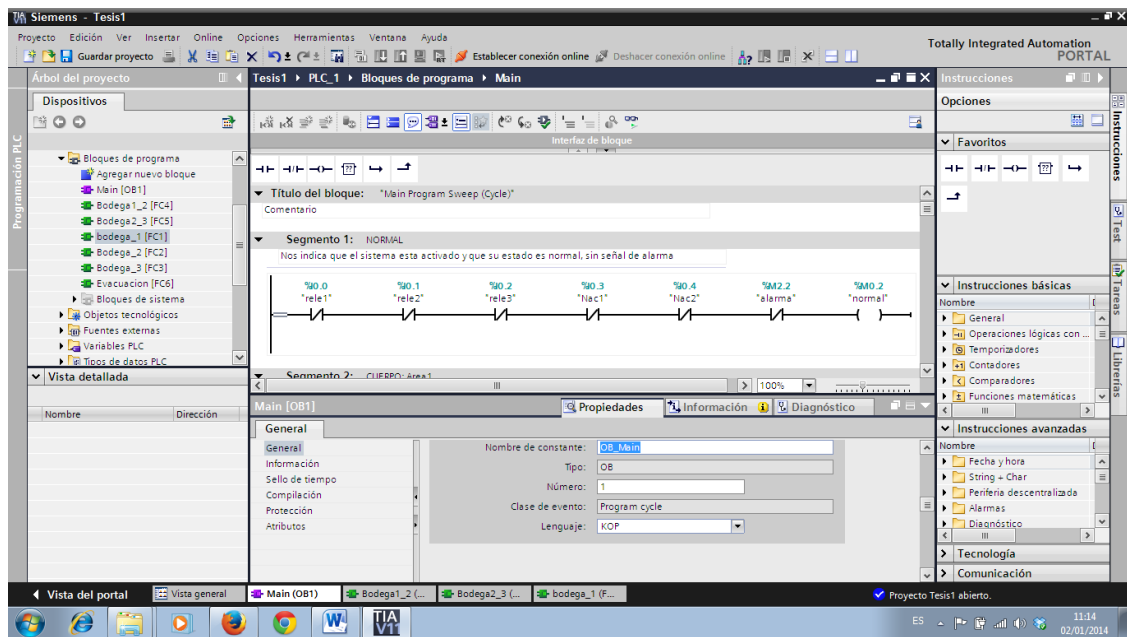 Siemens - Tesis1
Proyecto Edición Ver Insertar Online Opciones Herramientas Ventana Ayuda
Guardar proyecto Establecer conexión online Deshacer conexión online
Totally Integrated Automation
PORTAL
Árbol del proyecto
Dispositivos
Programación PLC
Bloques de programa
Agregar nuevo bloque
Main [OB1]
Bodega1_2 [FC4]
Bodega2_3 [FC5]
bodega_1 [FC1]
Bodega_2 [FC2]
Bodega_3 [FC3]
Evacuacion [FC6]
Bloques de sistema
Objetos tecnológicos
Fuentes externas
Variables PLC
Tipos de datos PLC
Vista detallada
Nombre Dirección
Tesis1 PLC_1 Bloques de programa Main
Interfaz de bloque
Título del bloque: "Main Program Sweep (Cycle)"
Comentario
Segmento 1: NORMAL
Nos indica que el sistema esta activado y que su estado es normal, sin señal de alarma
%I0.0 %I0.1 %I0.2 %I0.3 %I0.4 %M2.2 %M0.2
"rele1" "rele2" "rele3" "Nac1" "Nac2" "alarma" "normal"
Segmento 2: CUERPO: Area1
100%
Main [OB1]
Propiedades Información Diagnóstico
General
General
Información
Sello de tiempo
Compilación
Protección
Atributos
Nombre de constante: OB_Main
Tipo: OB
Número: 1
Clase de evento: Program cycle
Lenguaje: KOP
Instrucciones
Opciones
Favoritos
??
Instrucciones básicas
Nombre
General
Operaciones lógicas con ...
Temporizadores
Contadores
Comparadores
Funciones matemáticas
Instrucciones avanzadas
Nombre
Fecha y hora
String + Char
Periferia descentralizada
Alarmas
Diagnóstico
Tecnología
Comunicación
Instrucciones
Test
Tareas
Librerías
Vista del portal Vista general Main (OB1) Bodega1_2 (... Bodega2_3 (... bodega_1 (F...
Proyecto Tesis1 abierto.
TIA
V11
ES
11:14
02/01/2014